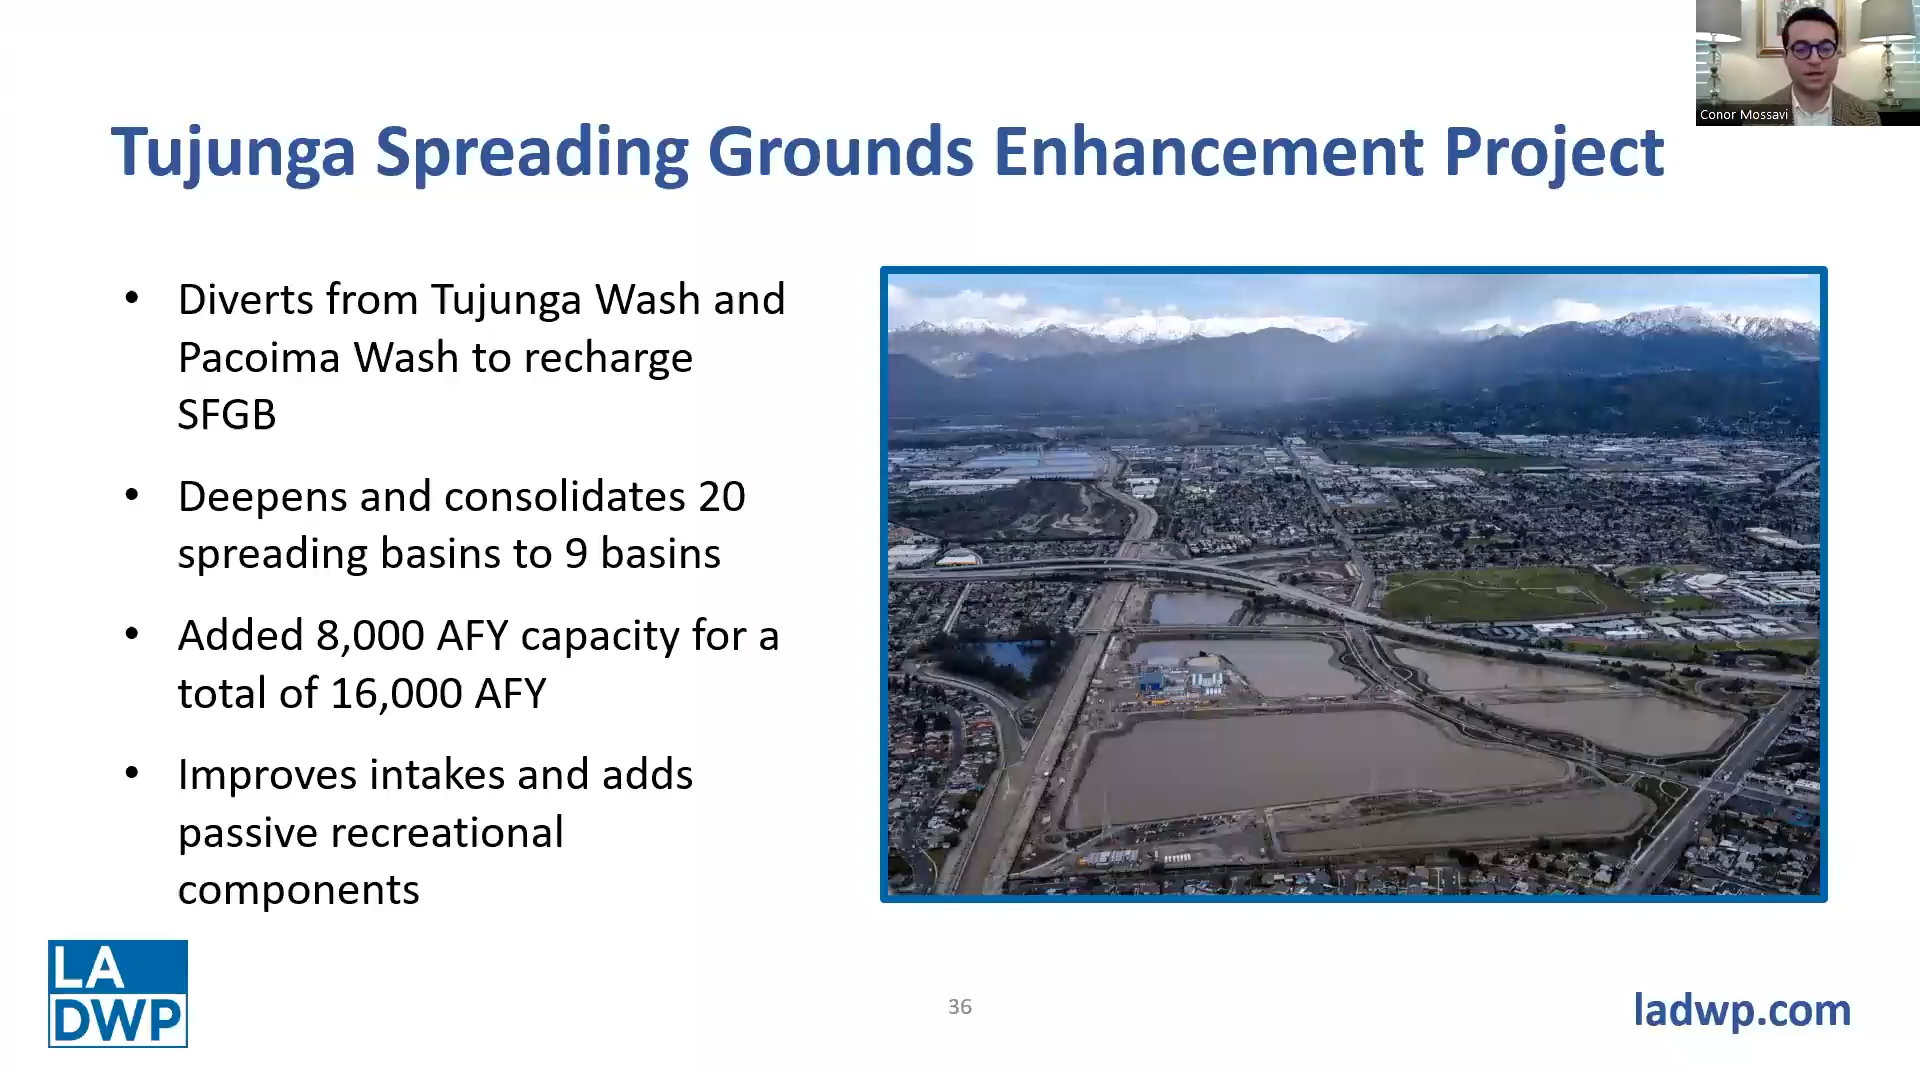 Conor Mossavi
Tujunga Spreading Grounds Enhancement Project
• Diverts from Tujunga Wash and
Pacoima Wash to recharge
SFGB
• Deepens and consolidates 20
spreading basins to 9 basins
• Added 8,000 AFY capacity for a
total of 16,000 AFY
• Improves intakes and adds
passive recreational
components
LA
DWP
36
ladwp.com